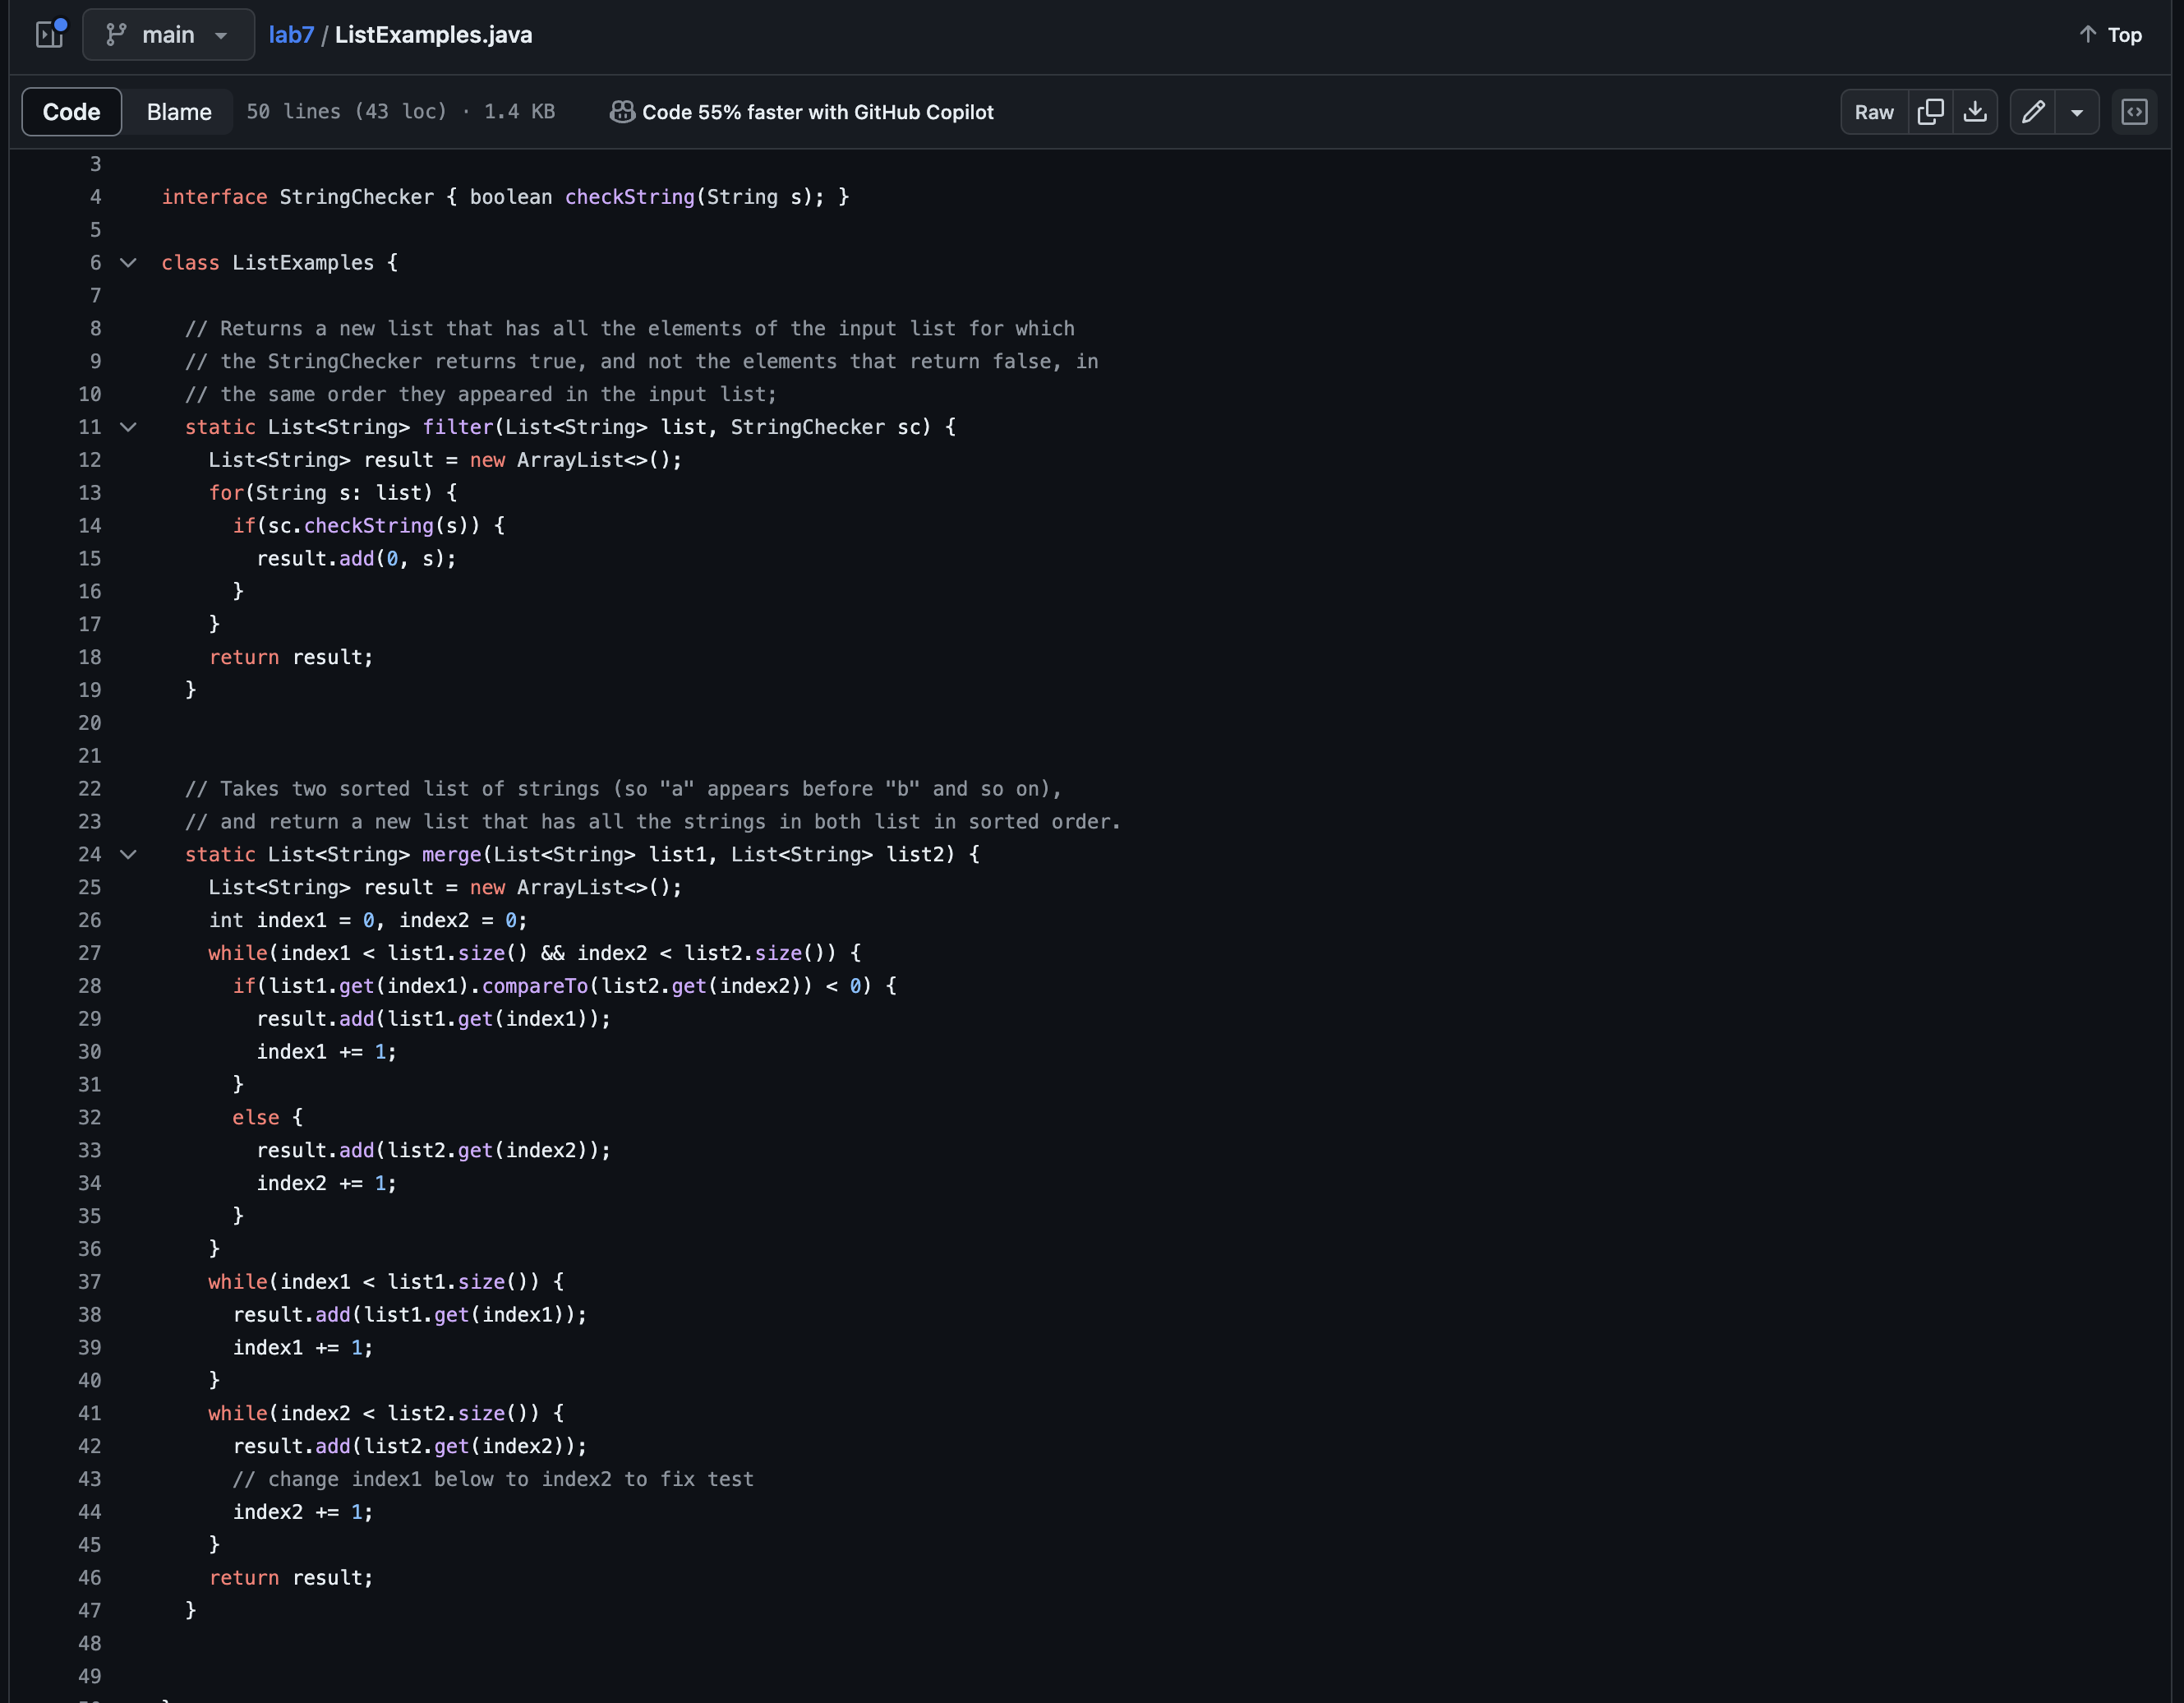 main
lab7 / ListExamples.java
Top
Code Blame 50 lines (43 loc) · 1.4 KB Code 55% faster with GitHub Copilot Raw
3
4 interface StringChecker { boolean checkString(String s); }
5
6 class ListExamples {
7
8 // Returns a new list that has all the elements of the input list for which
9 // the StringChecker returns true, and not the elements that return false, in
10 // the same order they appeared in the input list;
11 static List<String> filter(List<String> list, StringChecker sc) {
12 List<String> result = new ArrayList<>();
13 for(String s: list) {
14 if(sc.checkString(s)) {
15 result.add(0, s);
16 }
17 }
18 return result;
19 }
20
21
22 // Takes two sorted list of strings (so "a" appears before "b" and so on),
23 // and return a new list that has all the strings in both list in sorted order.
24 static List<String> merge(List<String> list1, List<String> list2) {
25 List<String> result = new ArrayList<>();
26 int index1 = 0, index2 = 0;
27 while(index1 < list1.size() && index2 < list2.size()) {
28 if(list1.get(index1).compareTo(list2.get(index2)) < 0) {
29 result.add(list1.get(index1));
30 index1 += 1;
31 }
32 else {
33 result.add(list2.get(index2));
34 index2 += 1;
35 }
36 }
37 while(index1 < list1.size()) {
38 result.add(list1.get(index1));
39 index1 += 1;
40 }
41 while(index2 < list2.size()) {
42 result.add(list2.get(index2));
43 // change index1 below to index2 to fix test
44 index2 += 1;
45 }
46 return result;
47 }
48
49